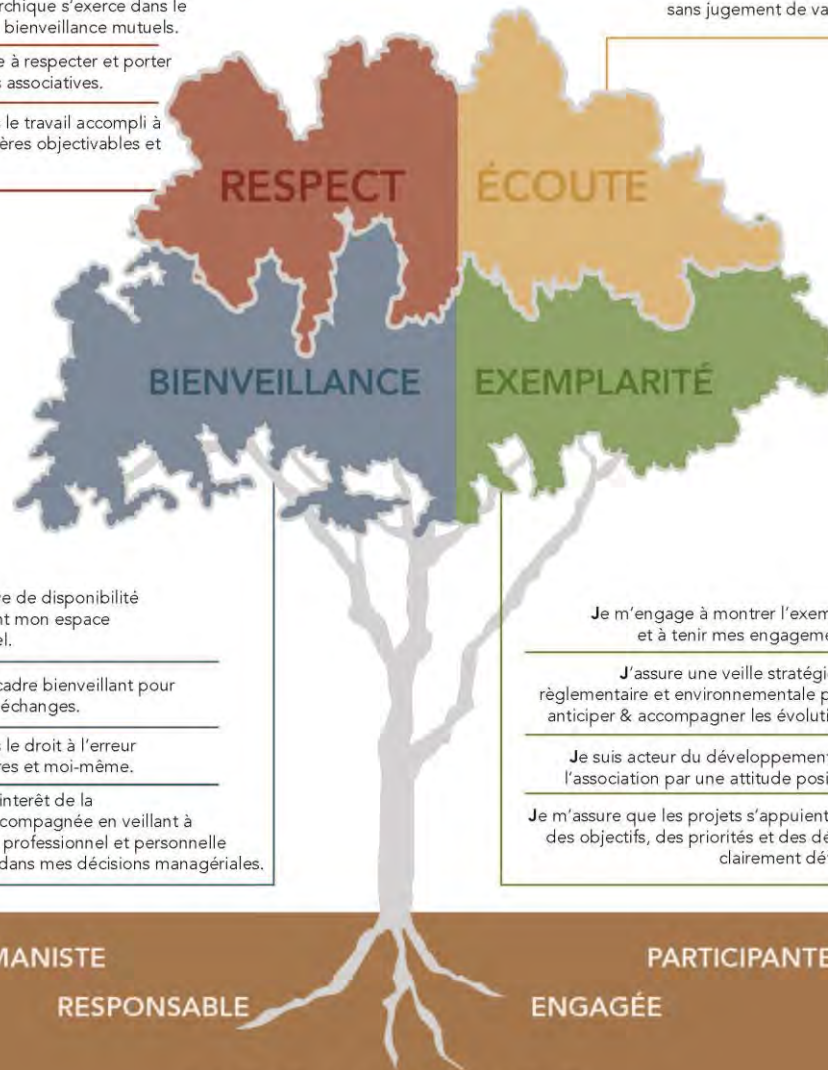 rchique s'exerce dans le
bienveillance mutuels.
e à respecter et porter
s associatives.
le travail accompli à
ères objectivables et
sans jugement de va
RESPECT
ÉCOUTE
BIENVEILLANCE
EXEMPLARITÉ
e de disponibilité
nt mon espace
el.
cadre bienveillant pour
échanges.
le droit à l'erreur
res et moi-même.
interêt de la
compagnée en veillant à
professionnel et personnelle
dans mes décisions managériales.
Je m'engage à montrer l'exem
et à tenir mes engageme
J'assure une veille stratégi
règlementaire et environnementale p
anticiper & accompagner les évoluti
Je suis acteur du développement
l'association par une attitude posi
Je m'assure que les projets s'appuient
des objectifs, des priorités et des dé
clairement dé
MANISTE
PARTICIPANTE
RESPONSABLE
ENGAGÉE